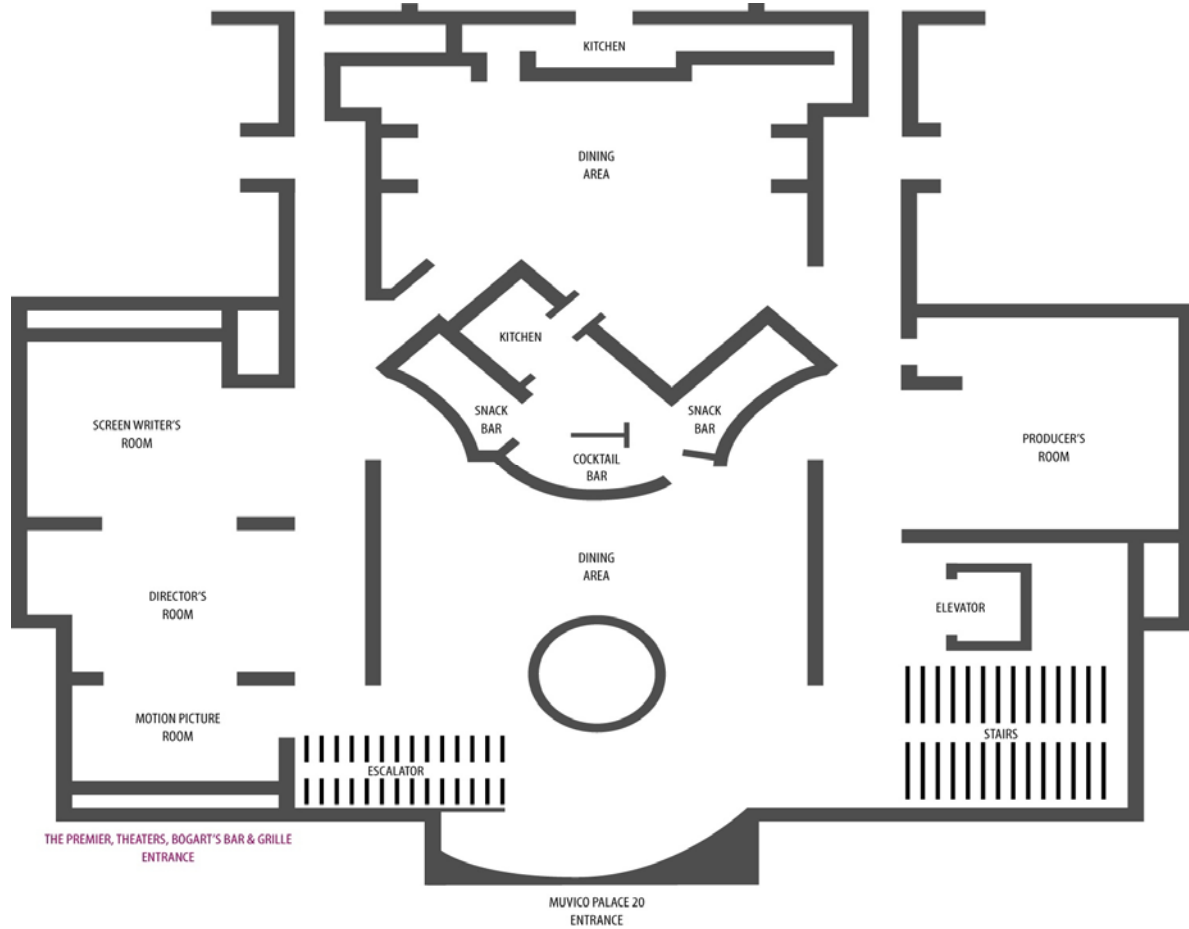 KITCHEN
DINING
AREA
KITCHEN
SNACK
BAR
SNACK
BAR
SCREEN WRITER'S
ROOM
PRODUCER'S
ROOM
COCKTAIL
BAR
DINING
AREA
DIRECTOR'S
ROOM
ELEVATOR
MOTION PICTURE
ROOM
STAIRS
ESCALATOR
THE PREMIER, THEATERS, BOGART'S BAR & GRILLE
ENTRANCE
MUVICO PALACE 20
ENTRANCE